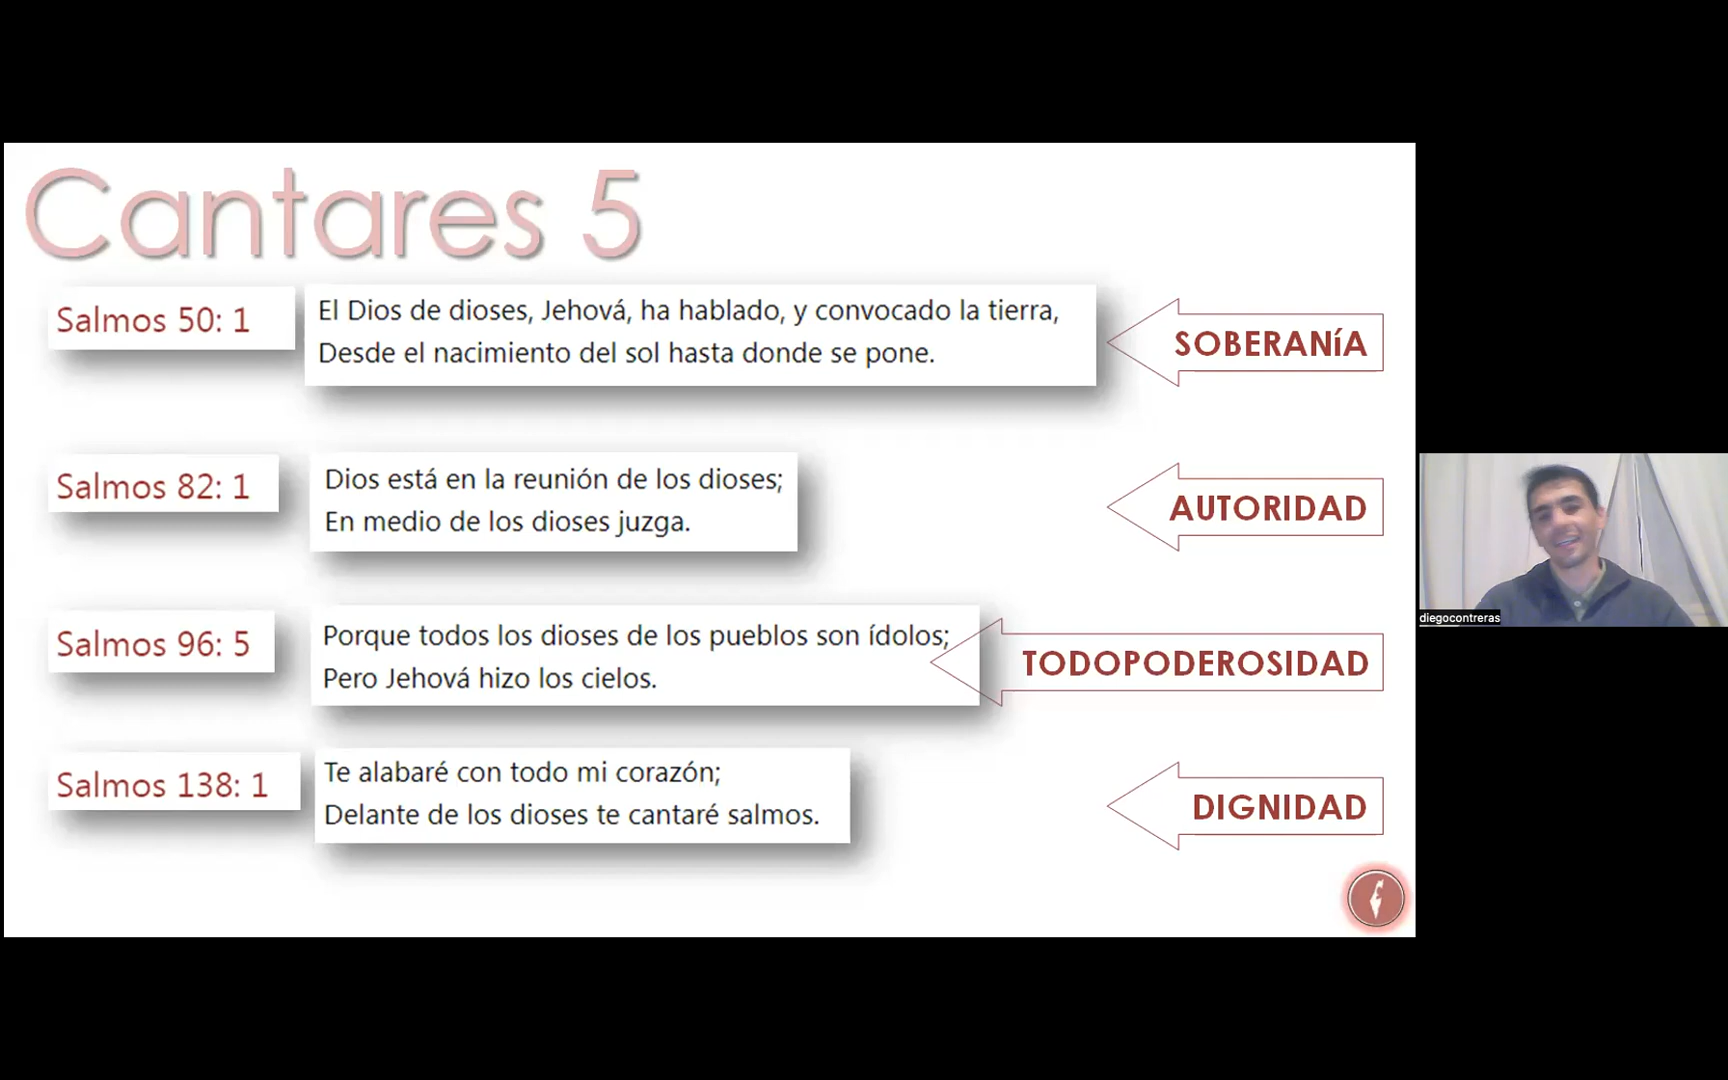 Cantares 5
Salmos 50: 1
El Dios de dioses, Jehová, ha hablado, y convocado la tierra,
Desde el nacimiento del sol hasta donde se pone.
SOBERANíA
Salmos 82: 1
Dios está en la reunión de los dioses;
En medio de los dioses juzga.
AUTORIDAD
Salmos 96: 5
Porque todos los dioses de los pueblos son ídolos;
Pero Jehová hizo los cielos.
TODOPODEROSIDAD
Salmos 138: 1
Te alabaré con todo mi corazón;
Delante de los dioses te cantaré salmos.
DIGNIDAD
diegocontreras